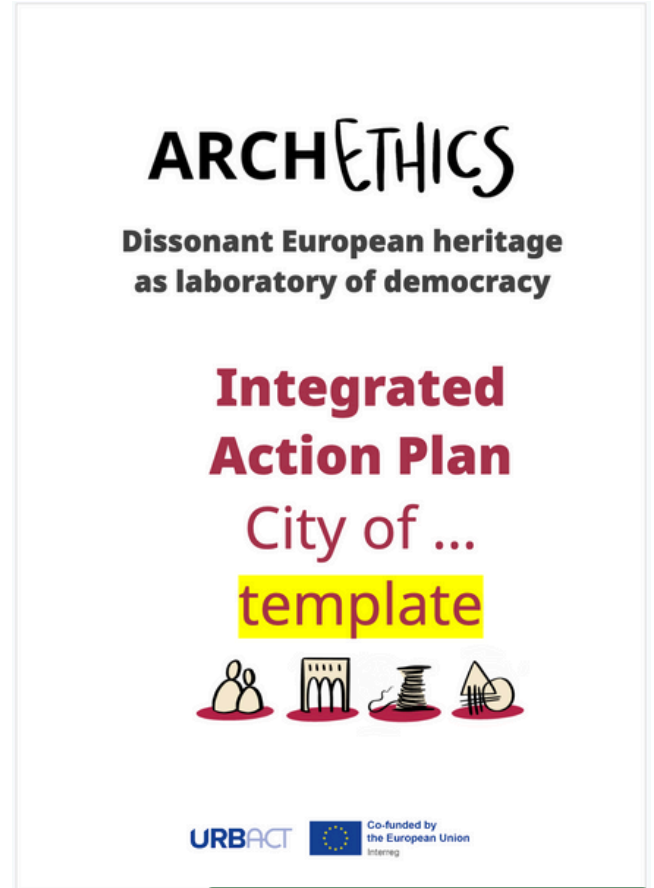 ARCHETHICS
Dissonant European heritage
as laboratory of democracy
Integrated
Action Plan
City of ...
template
URBACT
Co-funded by
the European Union
Interreg